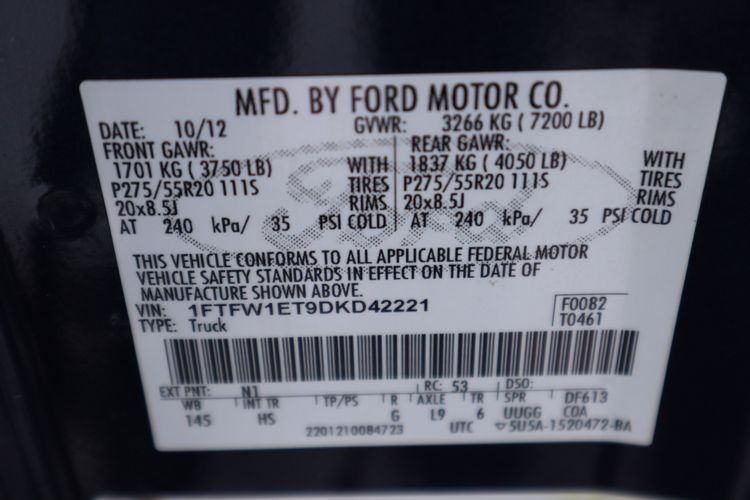 MFD. BY FORD MOTOR CO.
DATE: 10/12 GVWR: 3266 KG ( 7200 LB)
FRONT GAWR: REAR GAWR:
1701 KG ( 3750 LB) WITH 1837 KG ( 4050 LB) WITH
P275/55R20 111S TIRES P275/55R20 111S TIRES
20x8.5J RIMS 20x8.5J RIMS
AT 240 kPa/ 35 PSI COLD AT 240 kPa/ 35 PSI COLD
Ford
THIS VEHICLE CONFORMS TO ALL APPLICABLE FEDERAL MOTOR
VEHICLE SAFETY STANDARDS IN EFFECT ON THE DATE OF
MANUFACTURE SHOWN ABOVE.
VIN: 1FTFW1ET9DKD42221 F0082
TYPE: Truck T0461
EXT PNT: N1 RC: 53 DSO:
WB INT TR TP/PS R AXLE TR SPR DF613
145 HS G L9 6 UUGG COA
2201210084723 UTC ▽5U5A-1520472-BA